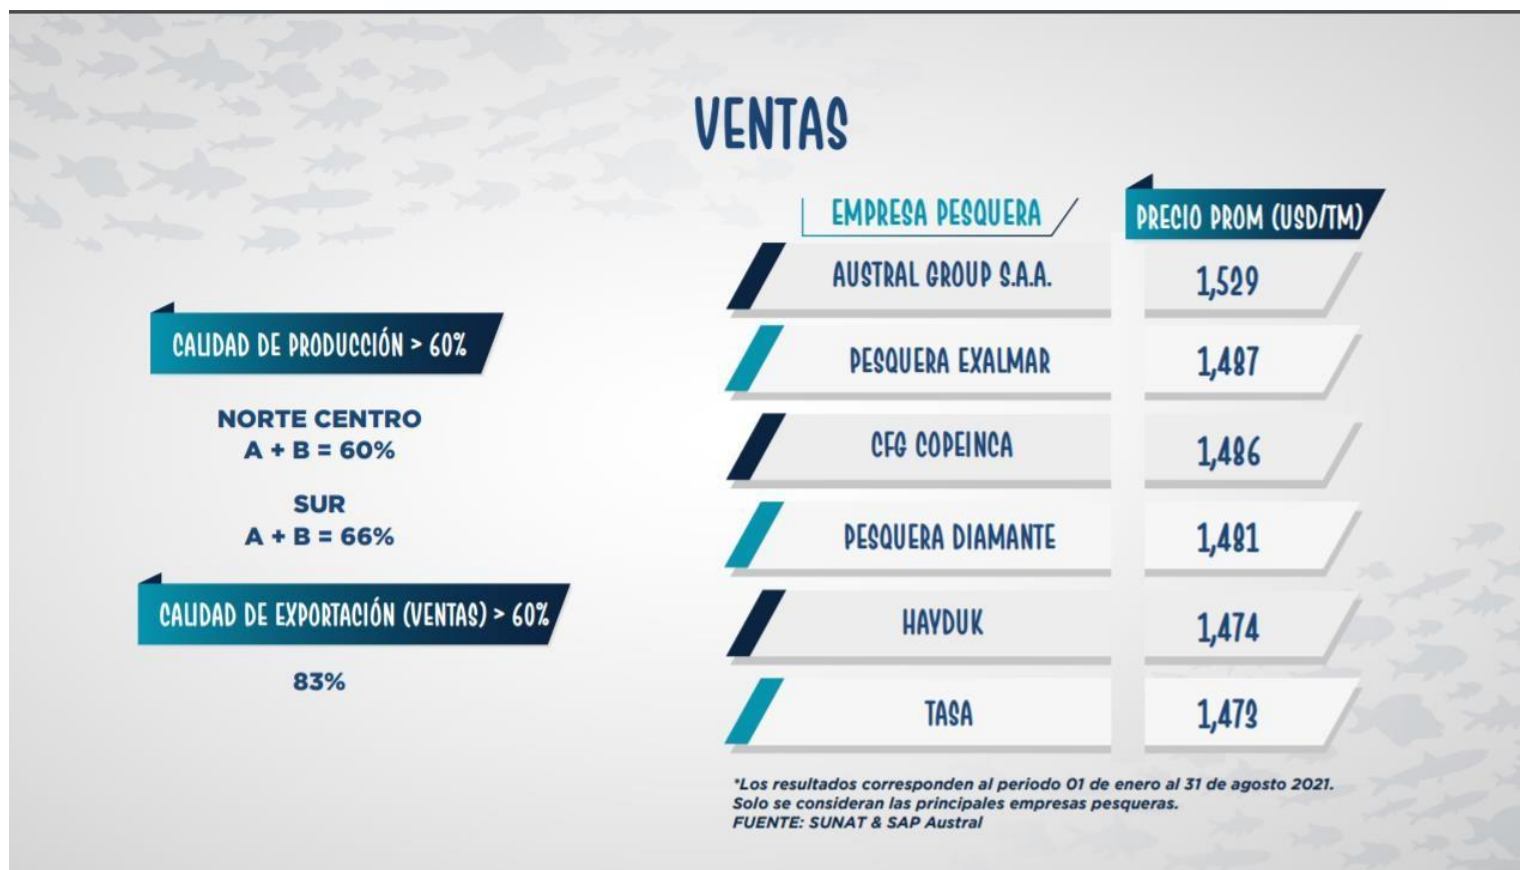 VENTAS
CALIDAD DE PRODUCCIÓN > 60%
NORTE CENTRO
A + B = 60%
SUR
A + B = 66%
CALIDAD DE EXPORTACIÓN (VENTAS) > 60%
83%
EMPRESA PESQUERA PRECIO PROM (USD/TM)
AUSTRAL GROUP S.A.A. 1,529
PESQUERA EXALMAR 1,487
CFG COPEINCA 1,486
PESQUERA DIAMANTE 1,481
HAYDUK 1,474
TASA 1,473
*Los resultados corresponden al periodo 01 de enero al 31 de agosto 2021.
Solo se consideran las principales empresas pesqueras.
FUENTE: SUNAT & SAP Austral